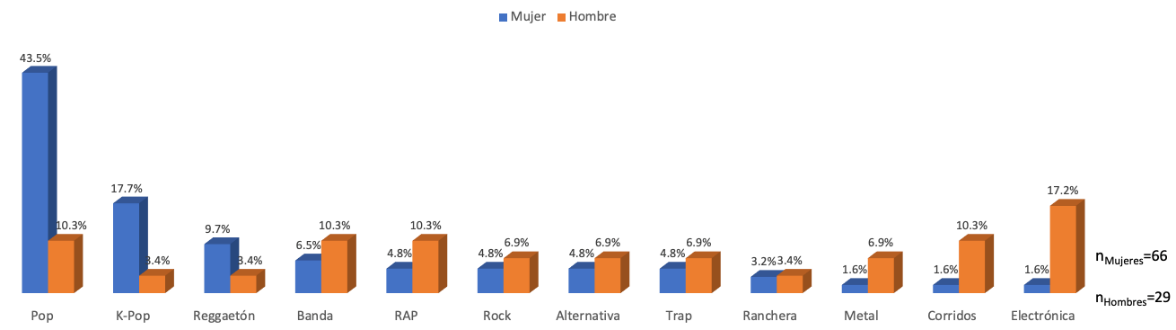 Mujer Hombre
43.5% 10.3% 17.7% 3.4% 9.7% 3.4% 6.5% 10.3% 4.8% 10.3% 4.8% 6.9% 4.8% 6.9% 4.8% 6.9% 3.2% 3.4% 1.6% 6.9% 1.6% 10.3% 1.6% 17.2%
nMujeres=66
nHombres=29
Pop K-Pop Reggaetón Banda RAP Rock Alternativa Trap Ranchera Metal Corridos Electrónica